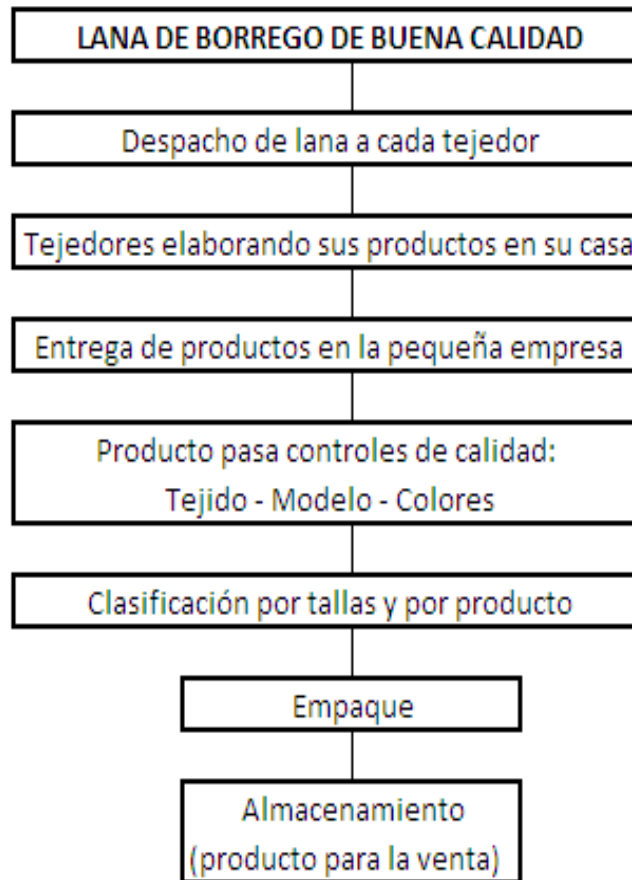 LANA DE BORREGO DE BUENA CALIDAD
Despacho de lana a cada tejedor
Tejedores elaborando sus productos en su casa
Entrega de productos en la pequeña empresa
Producto pasa controles de calidad:
Tejido - Modelo - Colores
Clasificación por tallas y por producto
Empaque
Almacenamiento
(producto para la venta)